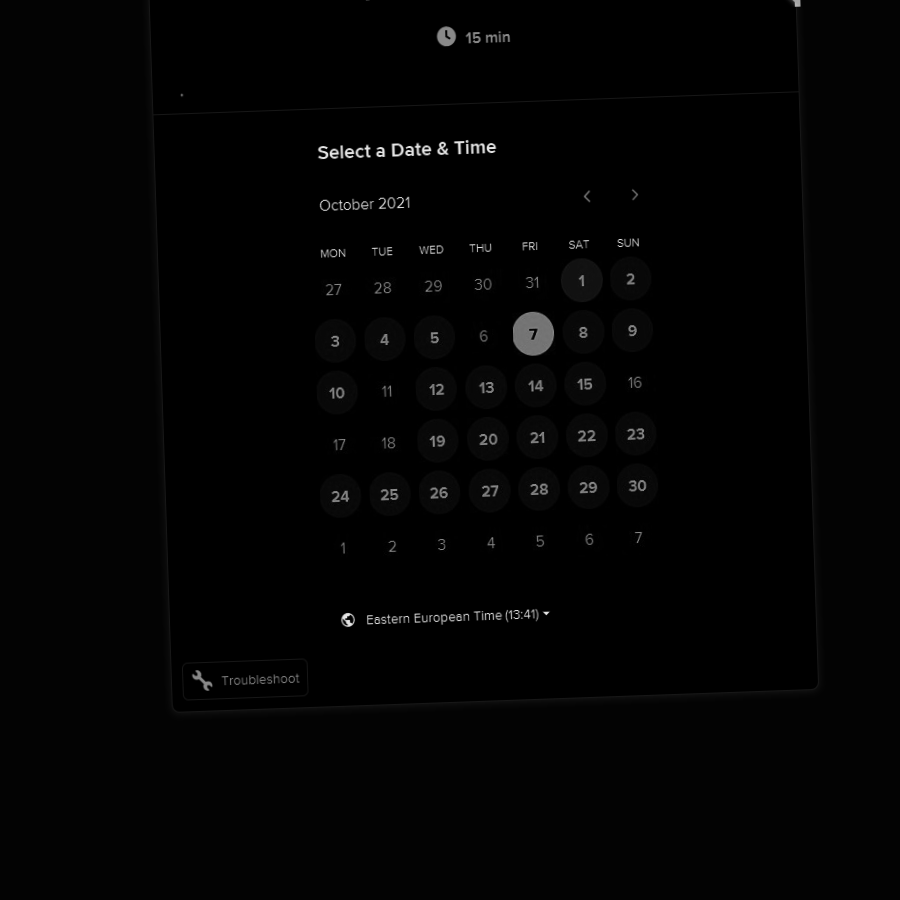 15 min
Select a Date & Time
October 2021
MON TUE WED THU FRI SAT SUN
27 28 29 30 31 1 2
3 4 5 6 7 8 9
10 11 12 13 14 15 16
17 18 19 20 21 22 23
24 25 26 27 28 29 30
1 2 3 4 5 6 7
Eastern European Time (13:41)
Troubleshoot